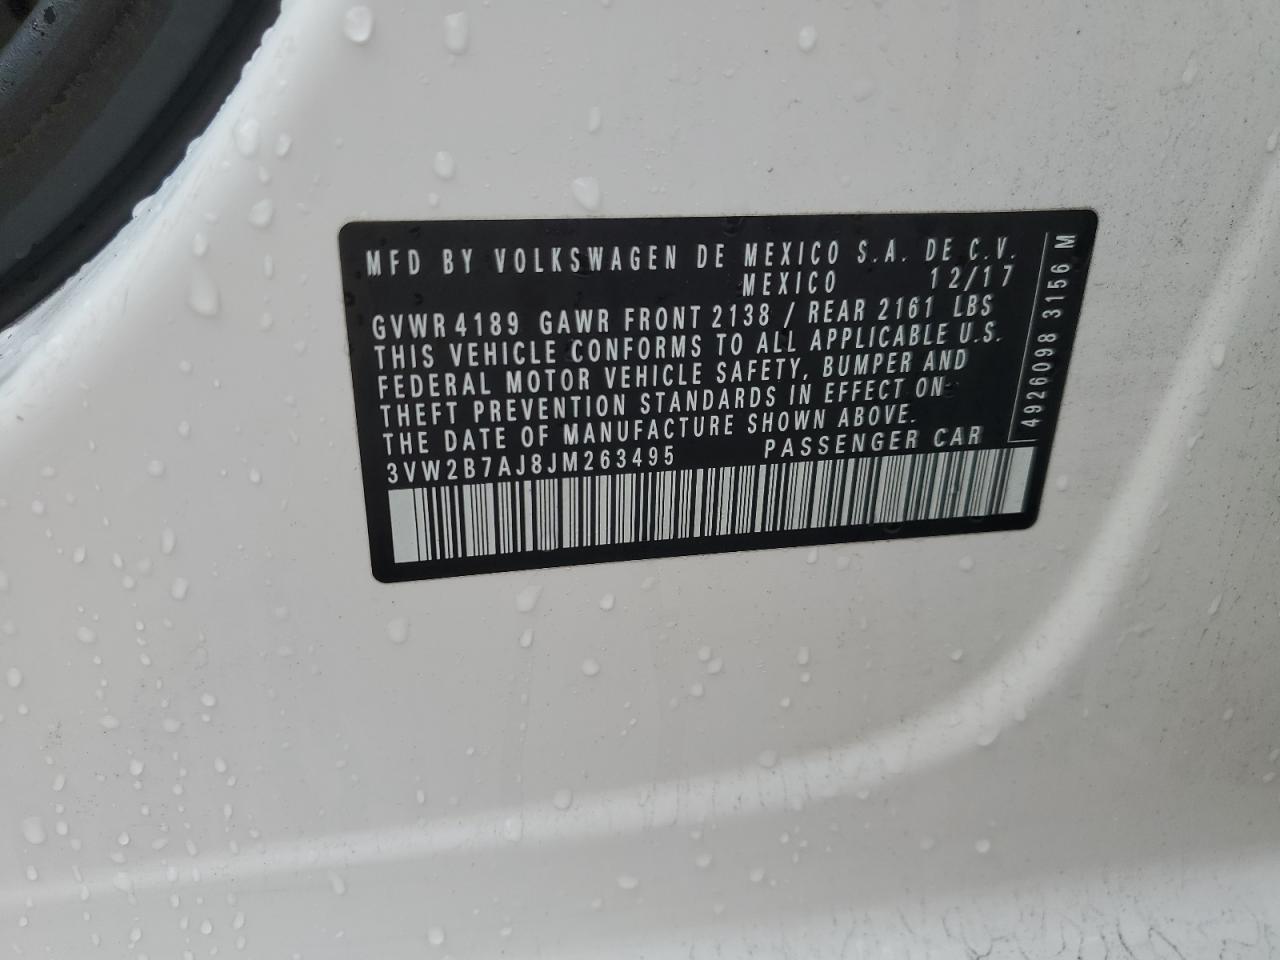 MFD BY VOLKSWAGEN DE MEXICO S.A. DE C.V.
MEXICO 12/17
GVWR 4189 GAWR FRONT 2138 / REAR 2161 LBS
THIS VEHICLE CONFORMS TO ALL APPLICABLE U.S.
FEDERAL MOTOR VEHICLE SAFETY, BUMPER AND
THEFT PREVENTION STANDARDS IN EFFECT ON
THE DATE OF MANUFACTURE SHOWN ABOVE.
3VW2B7AJ8JM263495 PASSENGER CAR
4926098 3156 M